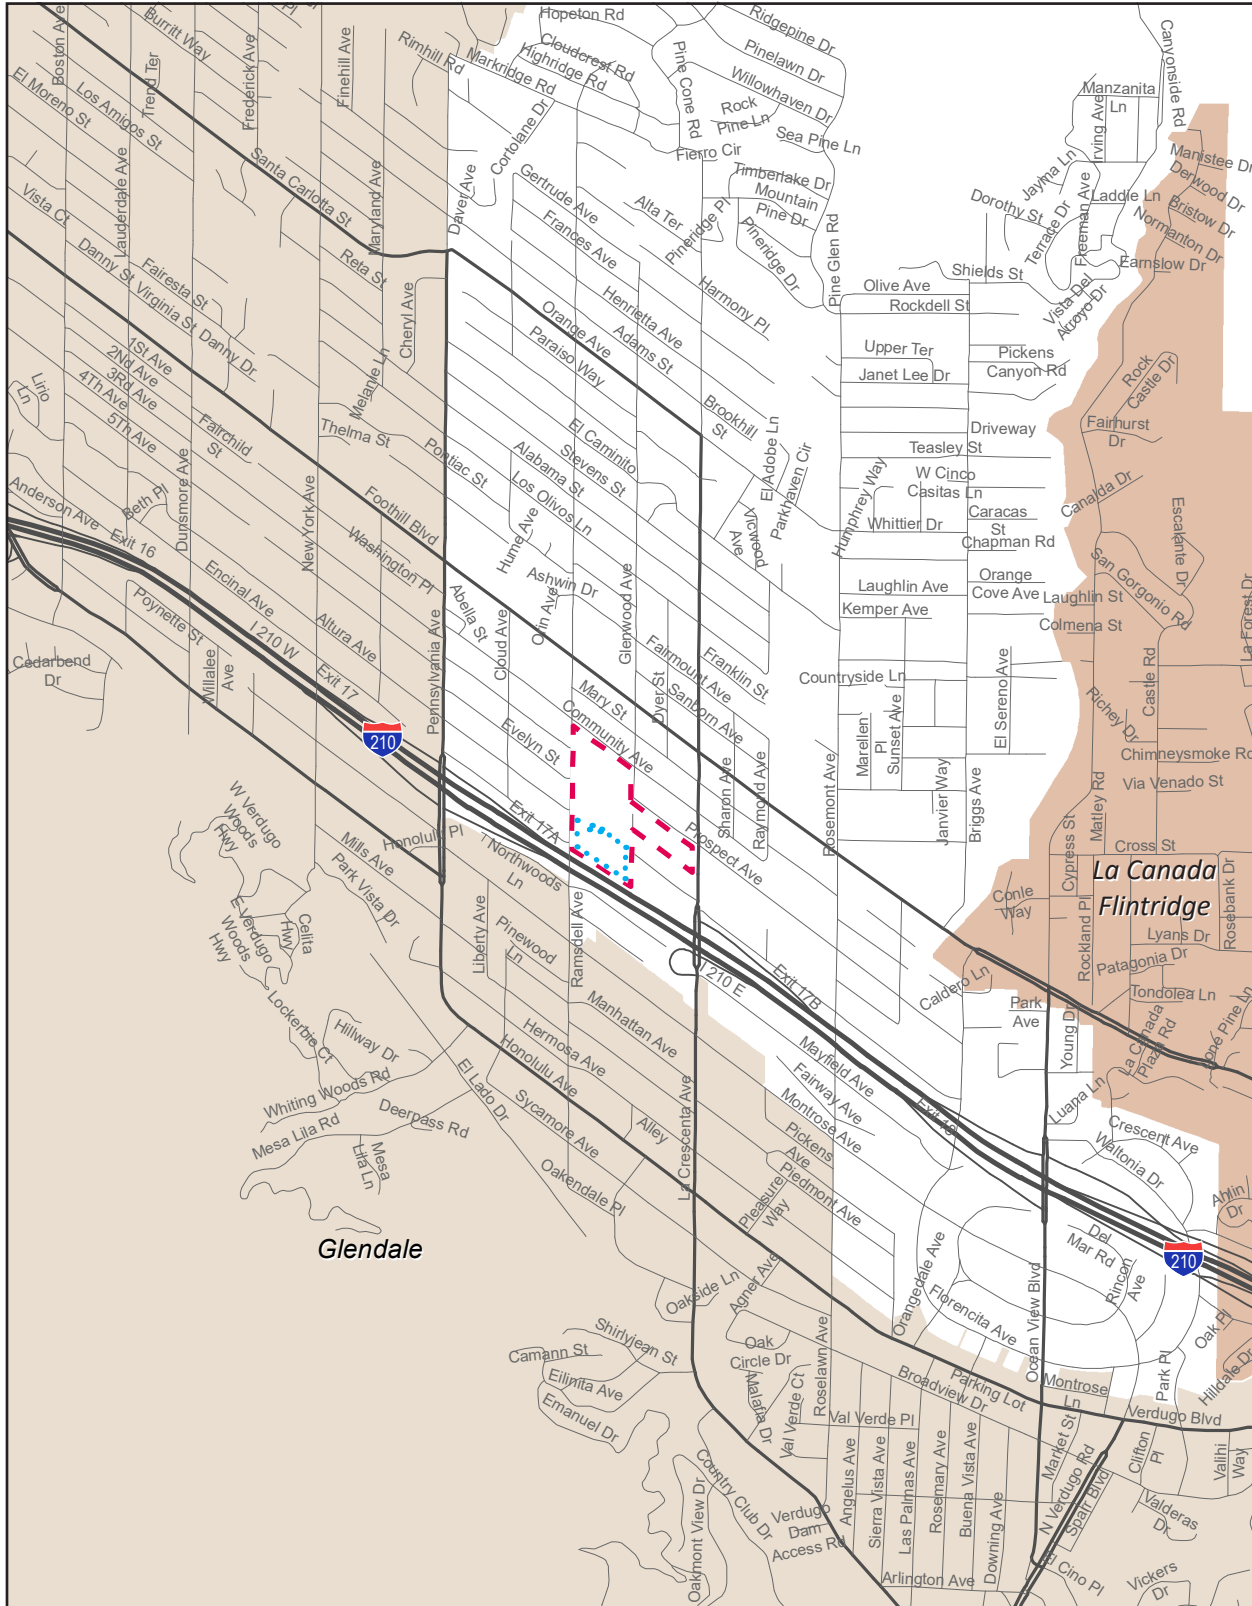 Pl
Hopeton Rd
Ridgepine Dr
Burritt Way
Boston Ave
Trend Ter
Frederick Ave
Finehill Ave
Rimhill Rd
Markridge Rd
Cloudcrest Rd
Highridge Rd
Pine Cone Rd
Pinelawn Dr
Willowhaven Dr
Canyonside Rd
El Moreno St
Los Amigos St
Rock
Pine Ln
Sea Pine Ln
Manzanita
Ln
Irving Ave
Fierro Cir
Cortolane Dr
Manistee Dr
Derwood Dr
Bristow Dr
Normanton Dr
Earnslow Dr
Jayma Ln
Laddie Ln
Dorothy St
Terrace Dr
Freeman Ave
Timberlake Dr
Mountain
Pine Dr
Gertrude Ave
Frances Ave
Alta Ter
Pineridge Pl
Pineridge Dr
Pine Glen Rd
Santa Carlotta St
Lauderdale Ave
Maryland Ave
Daver Ave
Vista Ct
Danny St
Fairesta St
Virginia St
Danny Dr
Reta St
Cheryl Ave
Harmony Pl
Henrietta Ave
Adams St
Orange Ave
Paraiso Way
Olive Ave
Shields St
Rockdell St
Vista Del
Arroyo Dr
Upper Ter
Janet Lee Dr
Pickens
Canyon Rd
Rock
Castle Dr
1St Ave
2Nd Ave
3Rd Ave
4Th Ave
5Th Ave
Lirio
Ln
Melanie Ln
Thelma St
Fairchild
St
Pontiac St
Brookhill
St
El Caminito
Stevens St
Alabama St
Los Olivos Ln
El Adobe Ln
Parkhaven Cir
Vicwood
Ave
Driveway
Teasley St
W Cinco
Casitas Ln
Humphrey Way
Whittier Dr
Caracas
St
Chapman Rd
Fairhurst
Dr
Canalda Dr
Escalante Dr
San Gorgonio Rd
La Forest Dr
Anderson Ave
Exit 16
Beth Pl
Dunsmore Ave
New York Ave
Foothill Blvd
Washington Pl
Hume Ave
Ashwin Dr
Orin Ave
Abella St
Cloud Ave
Glenwood Ave
Encinal Ave
Altura Ave
I 210 W
Exit 17
Poynette St
Willalee
Ave
Cedarbend
Dr
Pennsylvania Ave
Laughlin Ave
Kemper Ave
Orange
Cove Ave
Laughlin St
Colmena St
Fairmount Ave
Franklin St
Sanborn Ave
Dyer St
Mary St
Community Ave
Evelyn St
Countryside Ln
Marellen
Pl
Sunset Ave
El Sereno Ave
Richey Dr
Castle Rd
Chimneysmoke Rd
Via Venado St
210
Sharon Ave
Raymond Ave
Rosemont Ave
Janvier Way
Briggs Ave
Prospect Ave
Exit 17A
Matley Rd
Cypress St
Cross St
La Canada
Flintridge
Rosebank Dr
W Verdugo
Woods
Hwy
Mills Ave
Honolulu Pl
Northwoods
Ln
Park Vista Dr
E Verdugo
Woods
Hwy
Celita
Hwy
Liberty Ave
Pinewood
Ln
Ramsdell Ave
Conle
Way
Rockland Pl
Lyans Dr
Patagonia Dr
Tondolea Ln
La Canada
Plaza Rd
I 210 E
Exit 17B
Caldero Ln
Park
Ave
Young Dr
Lockerbie Ct
Hillway Dr
Whiting Woods Rd
Manhattan Ave
Hermosa Ave
Honolulu Ave
El Lado Dr
Sycamore Ave
Alley
Mayfield Ave
Fairway Ave
Montrose Ave
Luana Ln
Crescent Ave
Waltonia Dr
Mesa Lila Rd
Deerpass Rd
Mesa
Lila Ln
La Crescenta Ave
Oakendale Pl
Pickens
Ave
Piedmont Ave
Pleasure
Way
Ahlin
Dr
Glendale
Orangedale Ave
Del
Mar Rd
Rincon
Ave
210
Ocean View Blvd
Florencita Ave
Oakside Ln
Agner Ave
Oak Pl
Hilldale Dr
Shirlyjean St
Camann St
Eilinita Ave
Emanuel Dr
Oak
Circle Dr
Malafia Dr
Val Verde Ct
Roselawn Ave
Broadview Dr
Parking Lot
Montrose
Ln
Park Pl
Verdugo Blvd
Val Verde Pl
Market St
Clifton
Pl
Valihi
Way
Country Club Dr
Oakmont View Dr
Verdugo
Dam
Access Rd
Angelus Ave
Sierra Vista Ave
Las Palmas Ave
Rosemary Ave
Buena Vista Ave
Downing Ave
N Verdugo Rd
Sparr Blvd
Valderas
Dr
Arlington Ave
El Cino Pl
Vickers
Dr